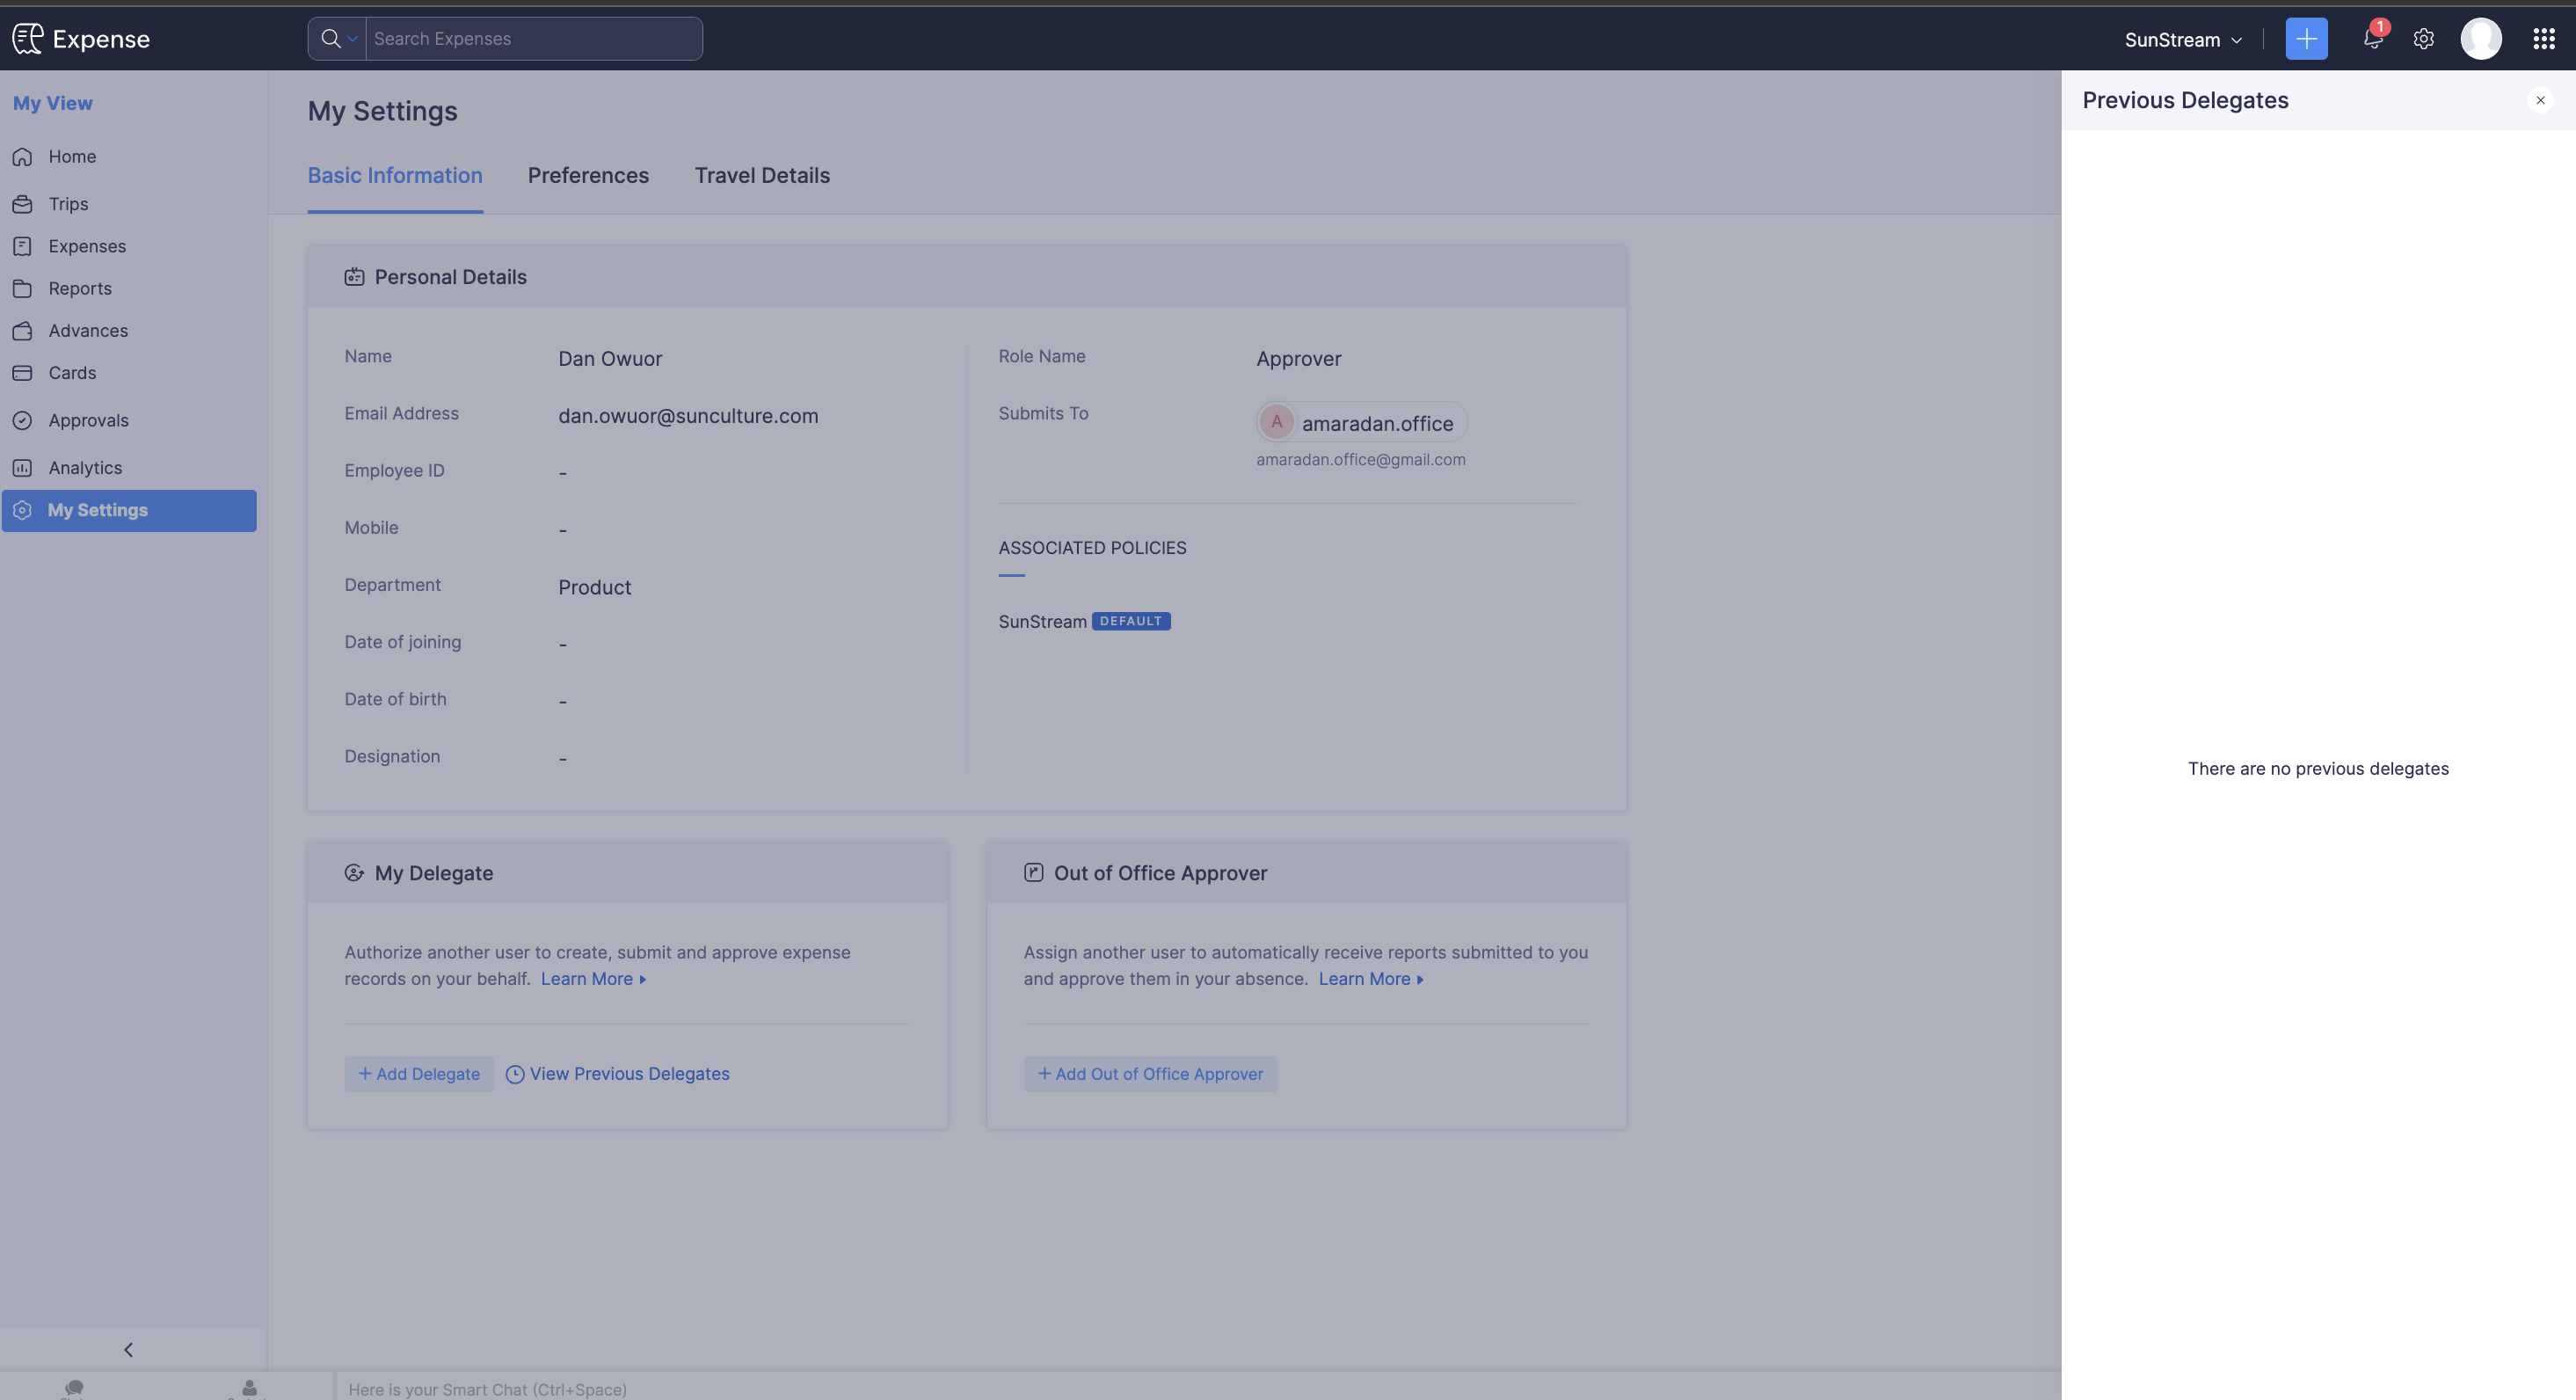 Expense
Search Expenses
SunStream
1
My View
Home
Trips
Expenses
Reports
Advances
Cards
Approvals
Analytics
My Settings
My Settings
Basic Information
Preferences
Travel Details
Personal Details
Name
Dan Owuor
Email Address
dan.owuor@sunculture.com
Employee ID
-
Mobile
-
Department
Product
Date of joining
-
Date of birth
-
Designation
-
Role Name
Approver
Submits To
A
amaradan.office
amaradan.office@gmail.com
ASSOCIATED POLICIES
SunStream DEFAULT
My Delegate
Authorize another user to create, submit and approve expense
records on your behalf. Learn More
+ Add Delegate
View Previous Delegates
Out of Office Approver
Assign another user to automatically receive reports submitted to you
and approve them in your absence. Learn More
+ Add Out of Office Approver
Previous Delegates
There are no previous delegates
Here is your Smart Chat (Ctrl+Space)